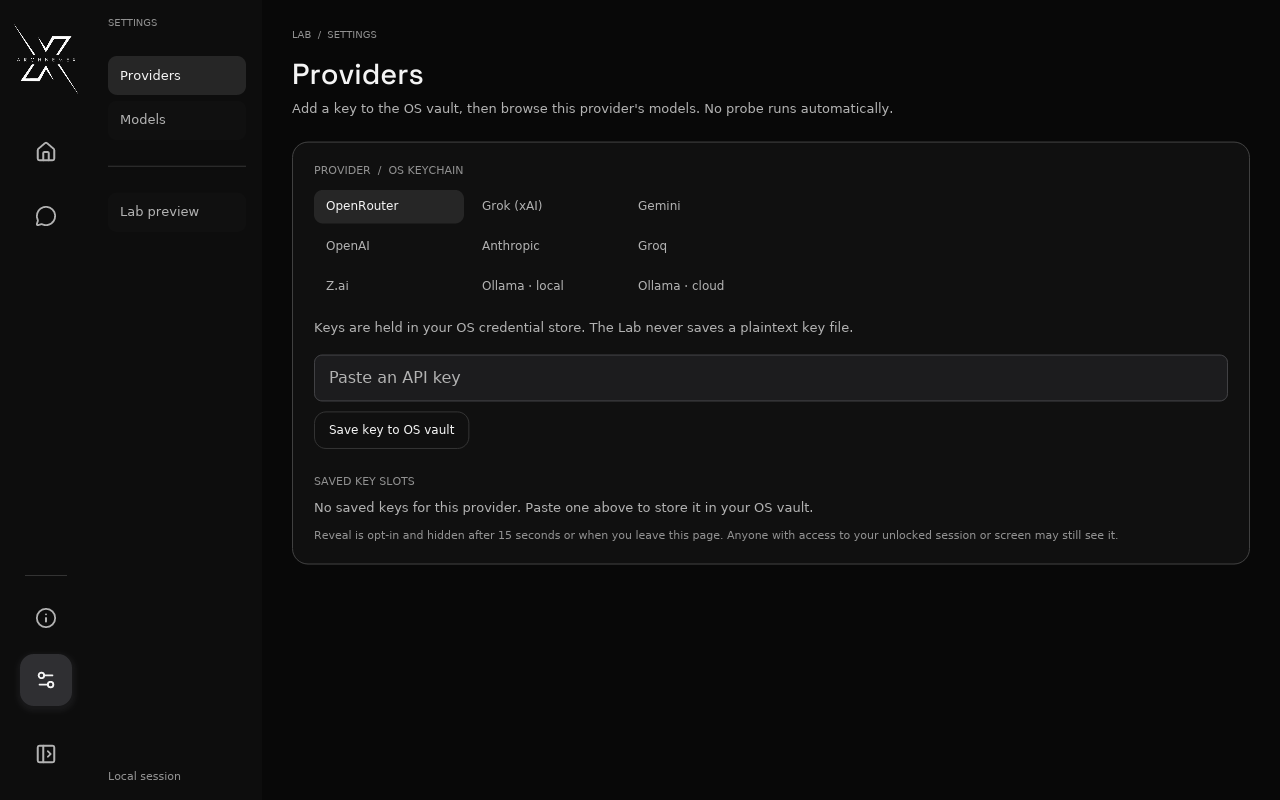 SETTINGS
Providers
Models
Lab preview
Local session
LAB / SETTINGS
Providers
Add a key to the OS vault, then browse this provider's models. No probe runs automatically.
PROVIDER / OS KEYCHAIN
OpenRouter
Grok (xAI)
Gemini
OpenAI
Anthropic
Groq
Z.ai
Ollama · local
Ollama · cloud
Keys are held in your OS credential store. The Lab never saves a plaintext key file.
Paste an API key
Save key to OS vault
SAVED KEY SLOTS
No saved keys for this provider. Paste one above to store it in your OS vault.
Reveal is opt-in and hidden after 15 seconds or when you leave this page. Anyone with access to your unlocked session or screen may still see it.